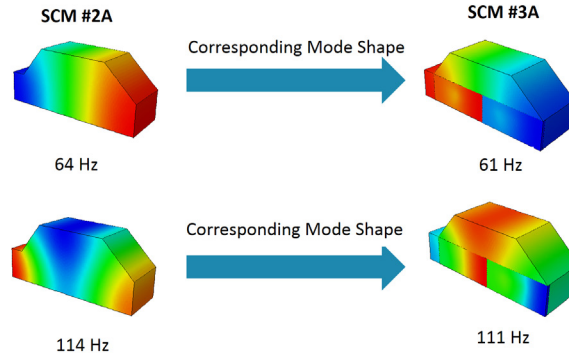 SCM #2A
SCM #3A
Corresponding Mode Shape
64 Hz
61 Hz
Corresponding Mode Shape
114 Hz
111 Hz